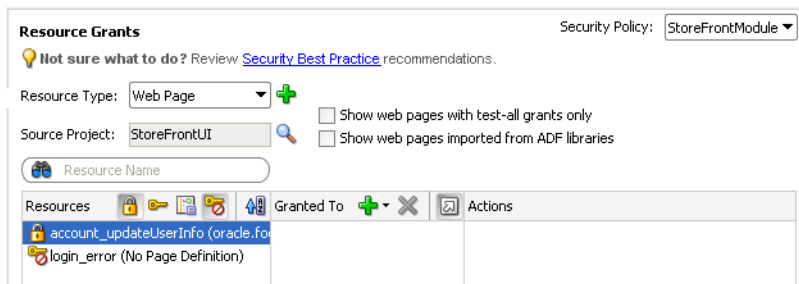 Resource Grants
Security Policy: StoreFrontModule
Not sure what to do? Review Security Best Practice recommendations.
Resource Type: Web Page
Show web pages with test-all grants only
Source Project: StoreFrontUI
Show web pages imported from ADF libraries
Resource Name
Resources Granted To Actions
account_updateUserInfo (oracle.fo
login_error (No Page Definition)